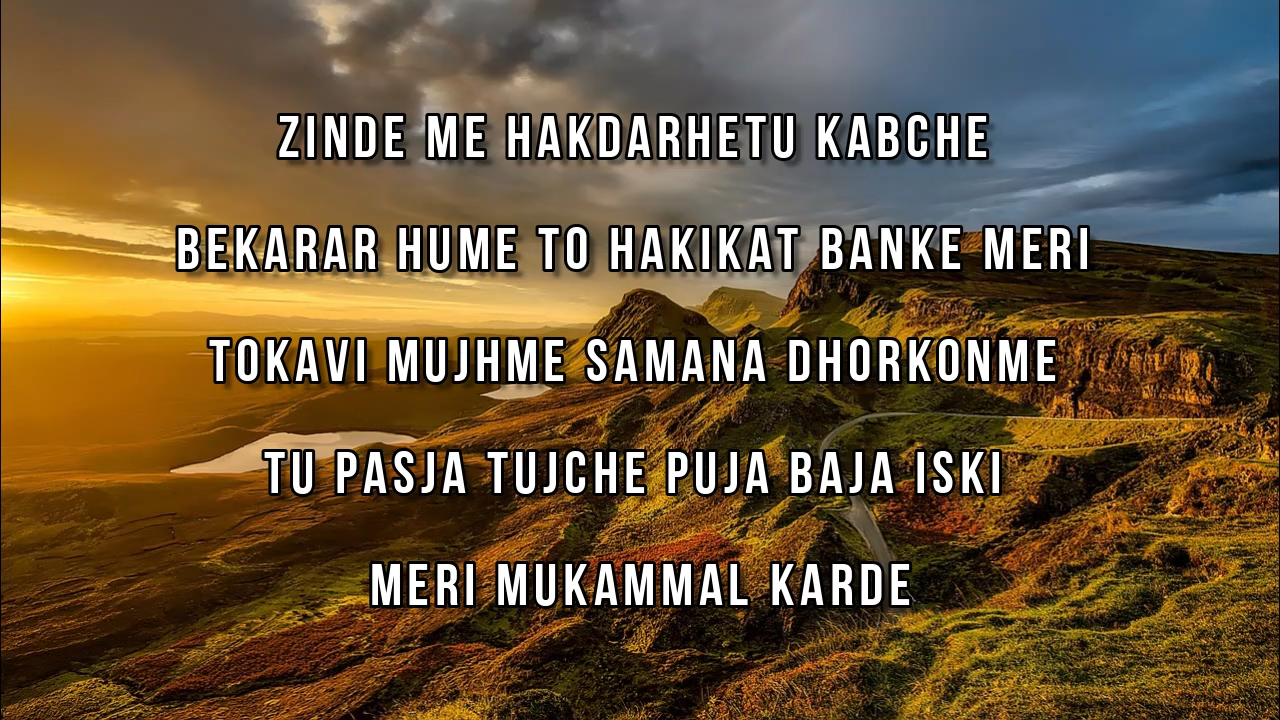 ZINDE ME HAKDARHETU KABCHE
BEKARAR HUME TO HAKIKAT BANKE MERI
TOKAVI MUJHME SAMANA DHORKONME
TU PASJA TUJCHE PUJA BAJA ISKI
MERI MUKAMMAL KARDE